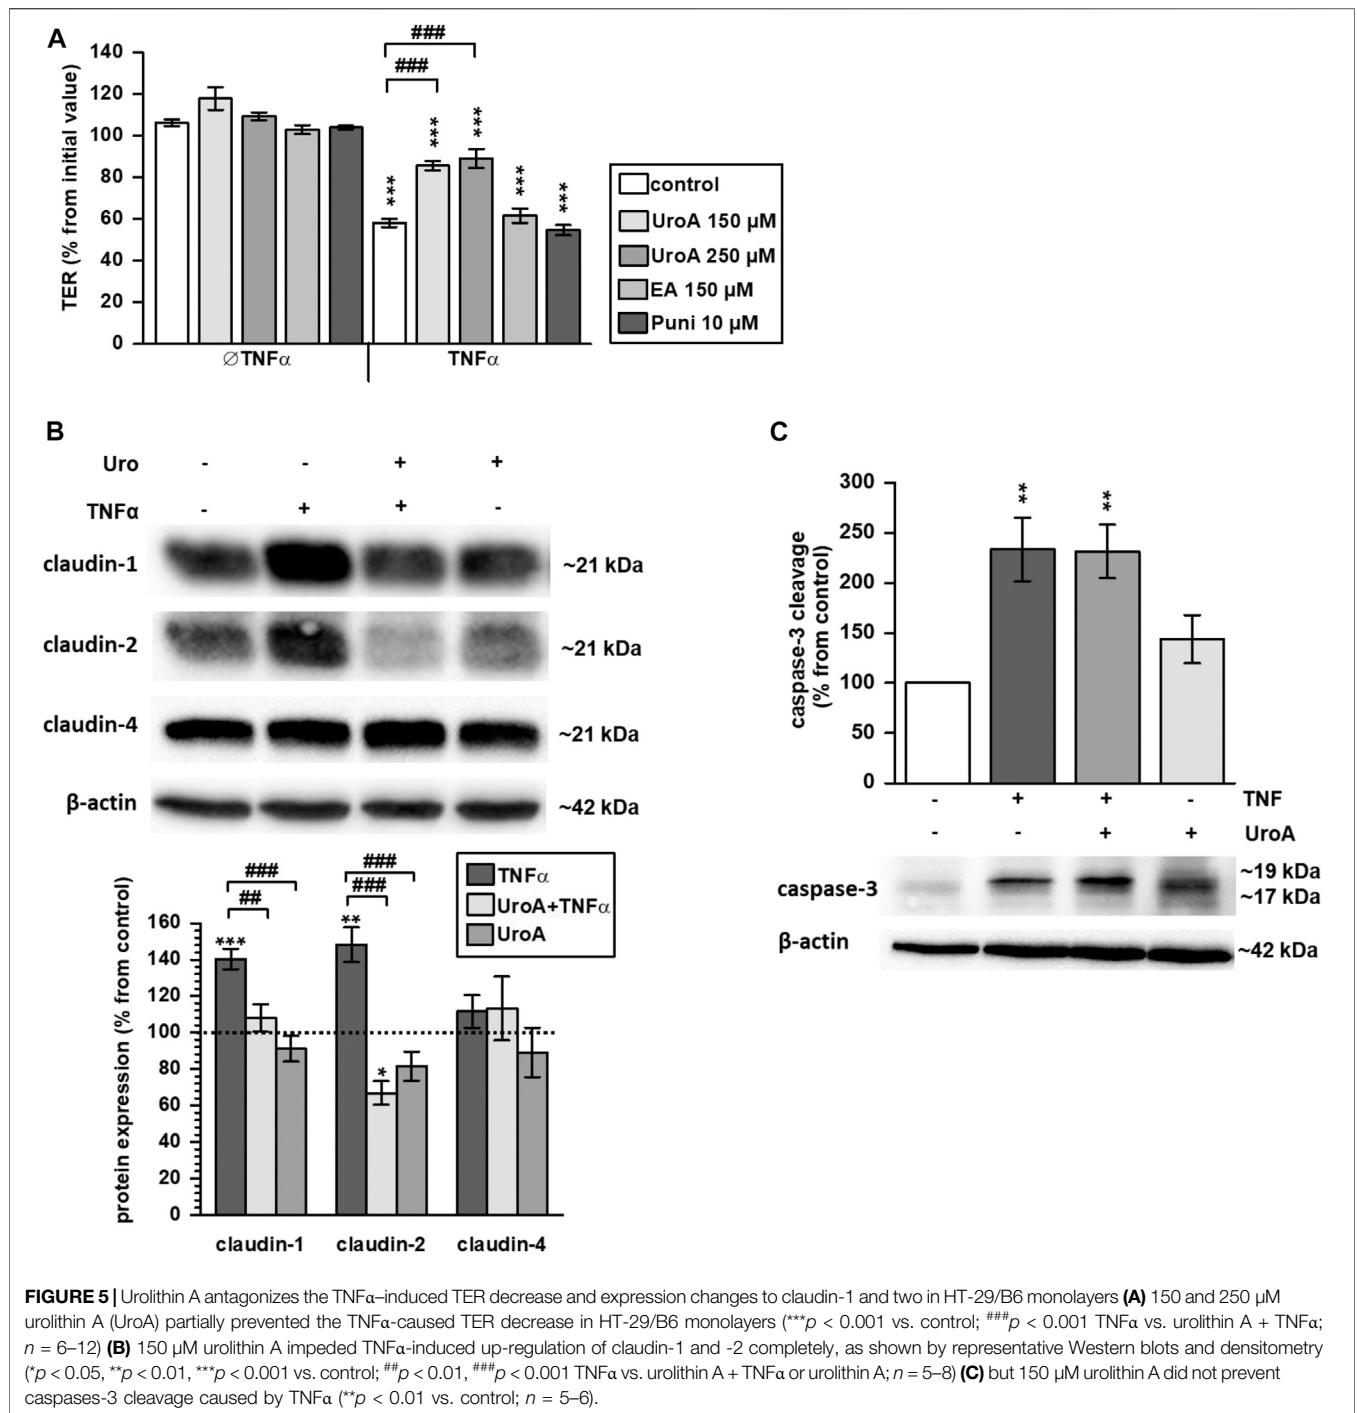 A
TER (% from initial value)
140
120
100
80
60
40
20
0
###
###
***
***
***
***
***
∅TNFα
TNFα
control
UroA 150 µM
UroA 250 µM
EA 150 µM
Puni 10 µM
B
Uro - - + +
TNFα - + + -
claudin-1 ~21 kDa
claudin-2 ~21 kDa
claudin-4 ~21 kDa
β-actin ~42 kDa
protein expression (% from control)
160
140
120
100
80
60
40
20
0
###
##
***
###
###
**
*
TNFα
UroA+TNFα
UroA
claudin-1 claudin-2 claudin-4
C
caspase-3 cleavage
(% from control)
300
250
200
150
100
50
0
**
**
- + + - TNF
- - + + UroA
caspase-3 ~19 kDa
~17 kDa
β-actin ~42 kDa
FIGURE 5 | Urolithin A antagonizes the TNFα–induced TER decrease and expression changes to claudin-1 and two in HT-29/B6 monolayers (A) 150 and 250 µM
urolithin A (UroA) partially prevented the TNFα-caused TER decrease in HT-29/B6 monolayers (***p < 0.001 vs. control; ###p < 0.001 TNFα vs. urolithin A + TNFα;
n = 6–12) (B) 150 µM urolithin A impeded TNFα-induced up-regulation of claudin-1 and -2 completely, as shown by representative Western blots and densitometry
(*p < 0.05, **p < 0.01, ***p < 0.001 vs. control; ##p < 0.01, ###p < 0.001 TNFα vs. urolithin A + TNFα or urolithin A; n = 5–8) (C) but 150 µM urolithin A did not prevent
caspases-3 cleavage caused by TNFα (**p < 0.01 vs. control; n = 5–6).